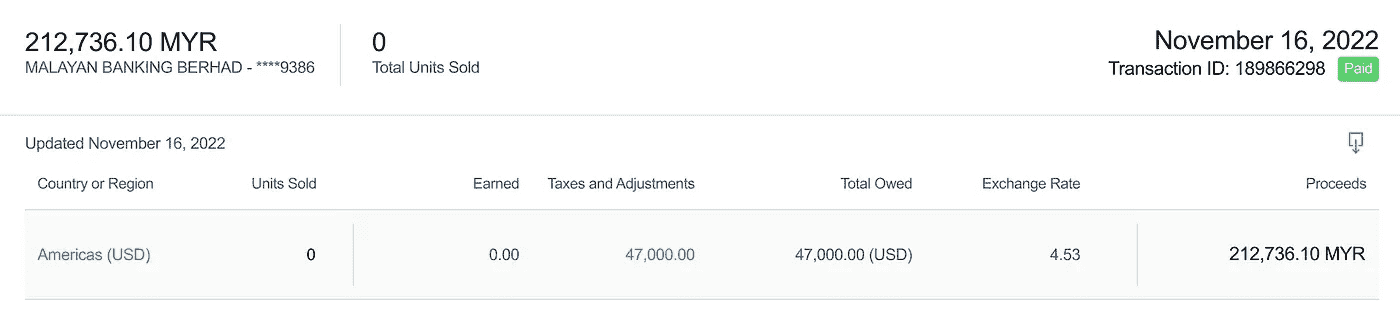 212,736.10 MYR
MALAYAN BANKING BERHAD - ****9386
0
Total Units Sold
November 16, 2022
Transaction ID: 189866298 Paid
Updated November 16, 2022
Country or Region Units Sold Earned Taxes and Adjustments Total Owed Exchange Rate Proceeds
Americas (USD) 0 0.00 47,000.00 47,000.00 (USD) 4.53 212,736.10 MYR